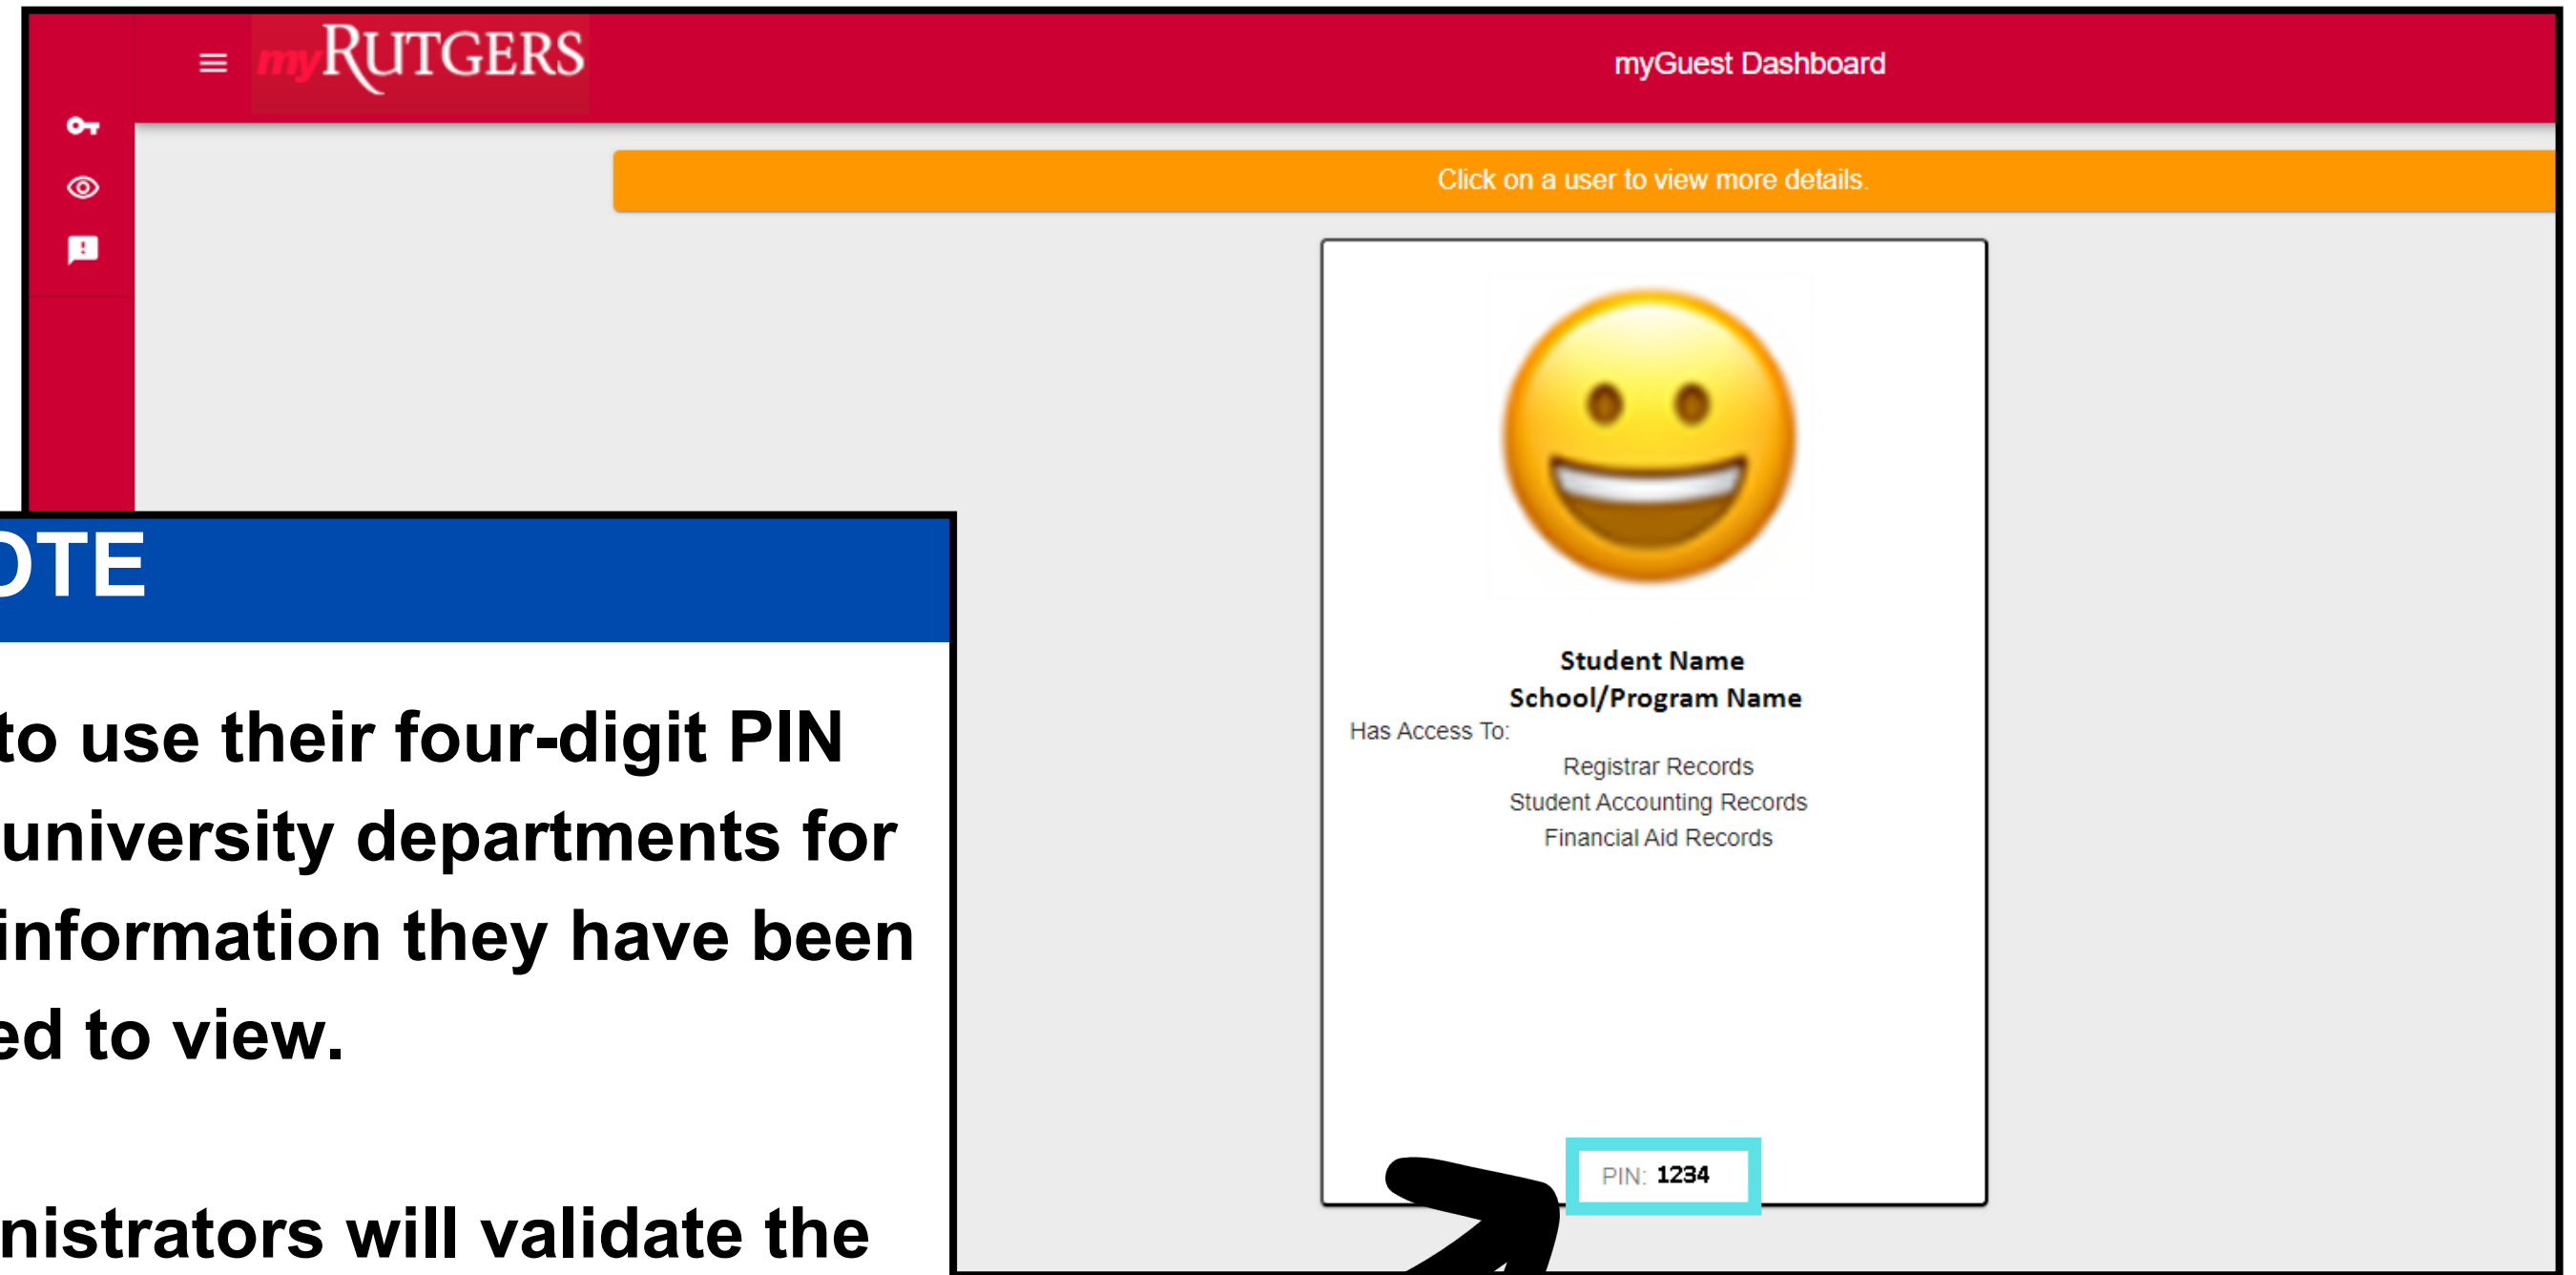 myRUTGERS
myGuest Dashboard
Click on a user to view more details.
Student Name
School/Program Name
Has Access To:
Registrar Records
Student Accounting Records
Financial Aid Records
PIN: 1234
OTE
to use their four-digit PIN
university departments for
information they have been
ed to view.
nistrators will validate the